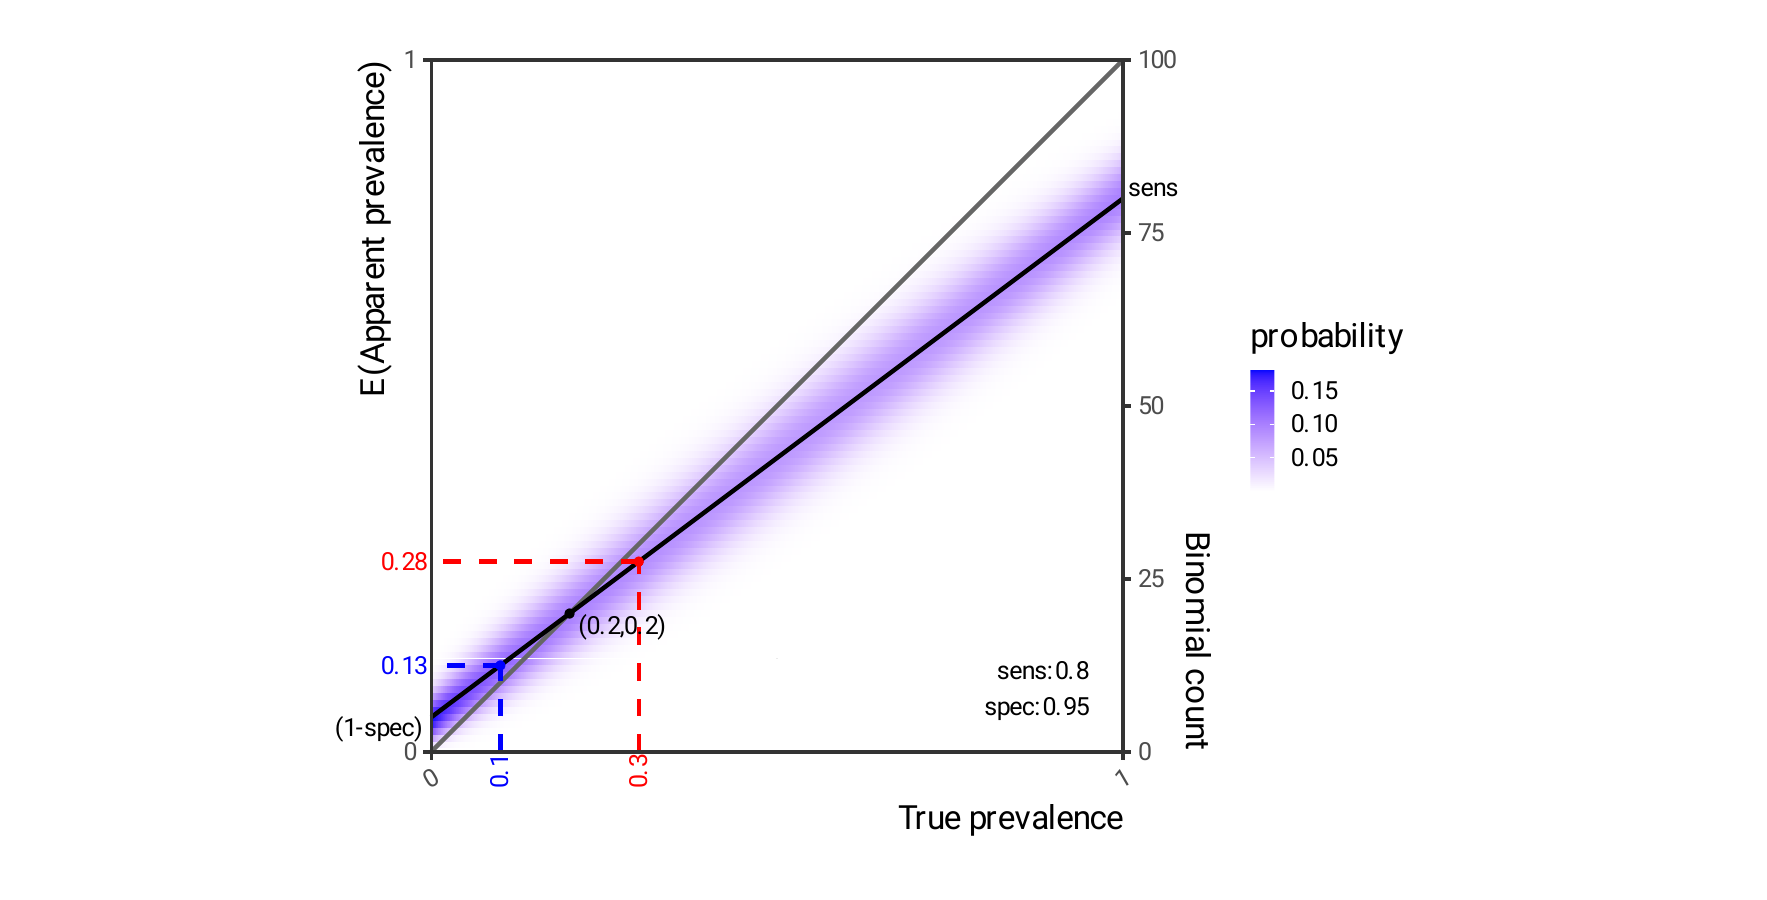 E(Apparent prevalence)
1
0.28
0.13
(1-spec)
0
0
0.1
0.3
1
True prevalence
(0.2,0.2)
sens:0.8
spec:0.95
sens
100
75
50
25
0
Binomial count
probability
0.15
0.10
0.05